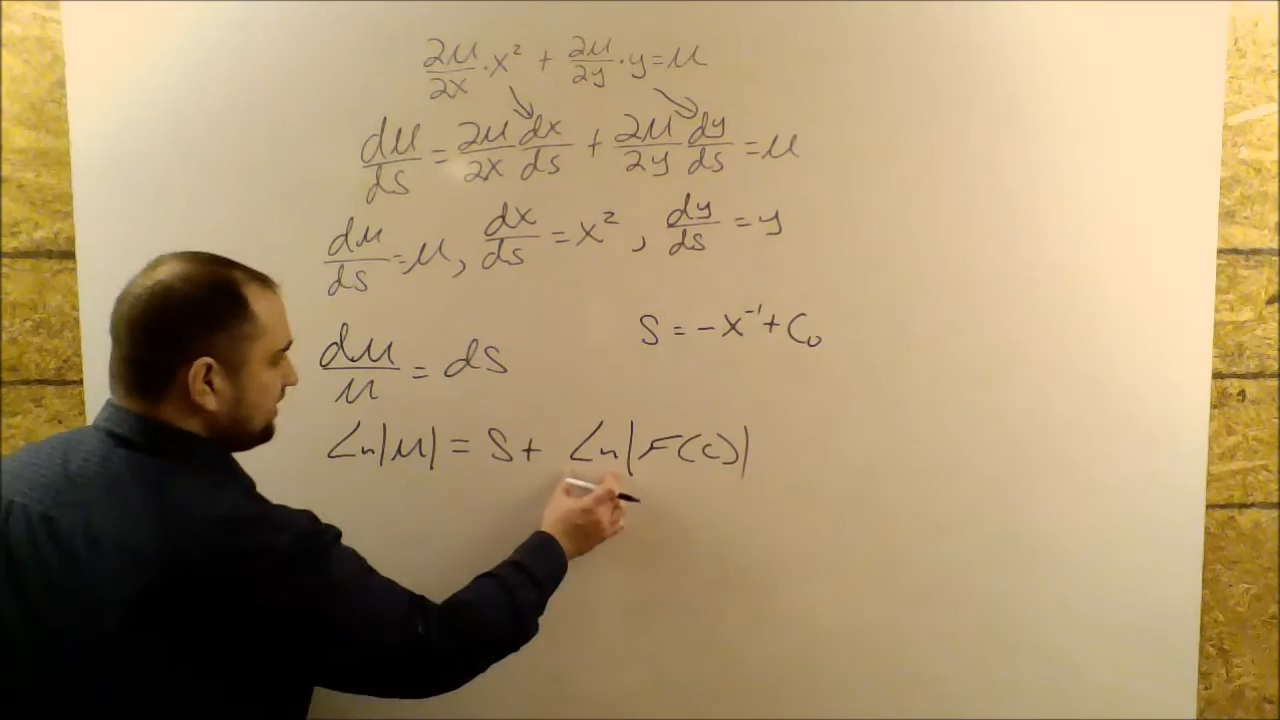 ∂u/∂x · x² + ∂u/∂y · y = u
du/ds = ∂u/∂x dx/ds + ∂u/∂y dy/ds = u
du/ds = u, dx/ds = x², dy/ds = y
S = -x⁻¹ + C₀
du/u = ds
Ln|u| = S + Ln|F(C)|